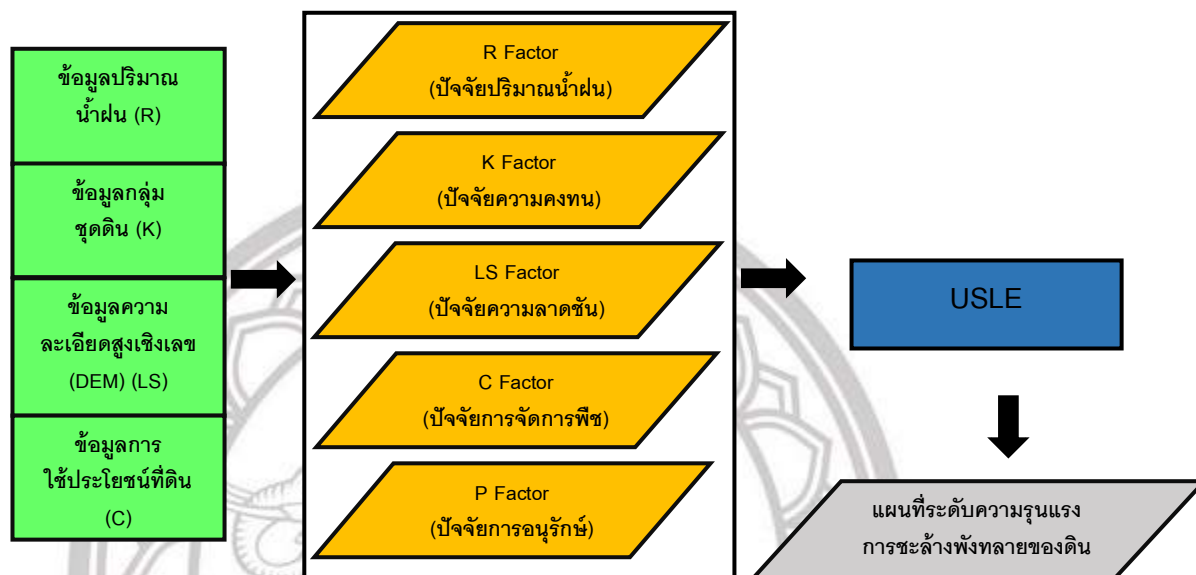 ข้อมูลปริมาณ
น้ำฝน (R)
ข้อมูลกลุ่ม
ชุดดิน (K)
ข้อมูลความ
ละเอียดสูงเชิงเลข
(DEM) (LS)
ข้อมูลการ
ใช้ประโยชน์ที่ดิน
(C)
R Factor
(ปัจจัยปริมาณน้ำฝน)
K Factor
(ปัจจัยความคงทน)
LS Factor
(ปัจจัยความลาดชัน)
C Factor
(ปัจจัยการจัดการพืช)
P Factor
(ปัจจัยการอนุรักษ์)
USLE
แผนที่ระดับความรุนแรง
การชะล้างพังทลายของดิน